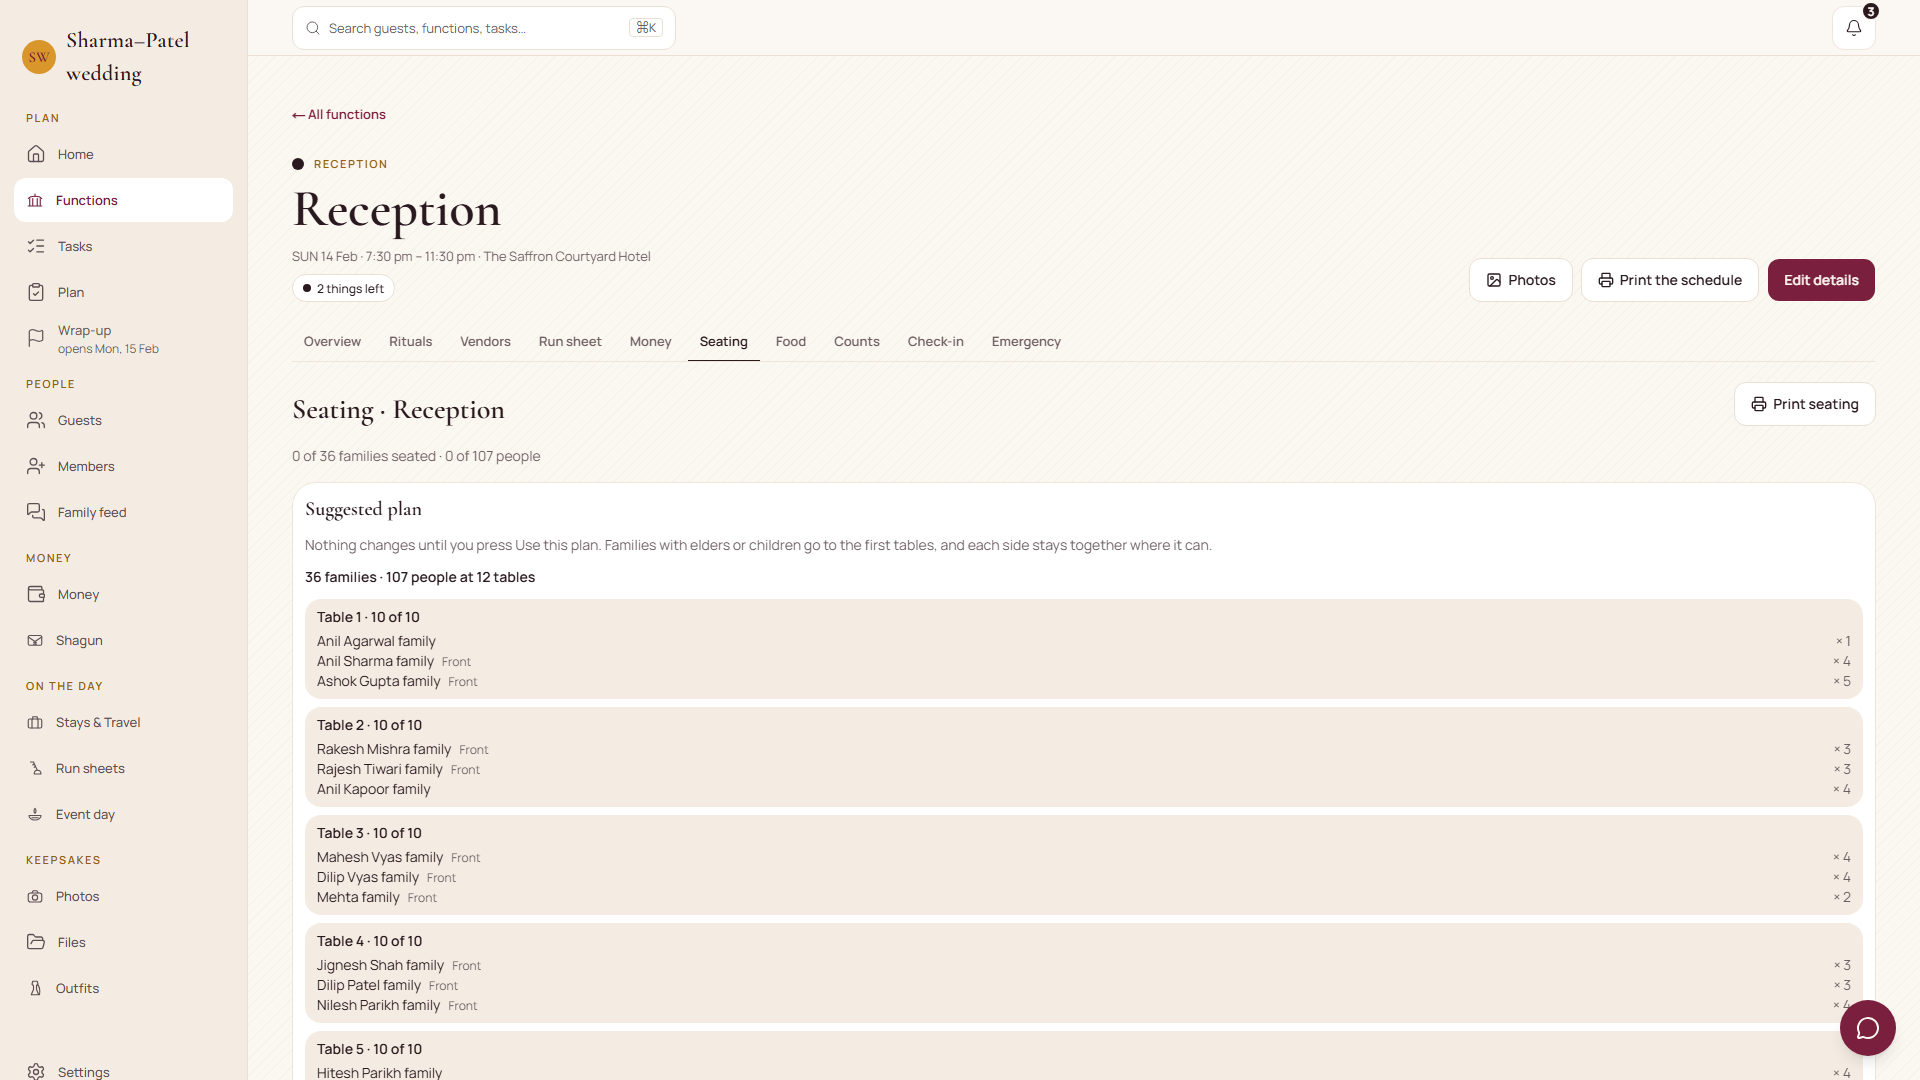 SW
Sharma–Patel
wedding
PLAN
Home
Functions
Tasks
Plan
Wrap-up
opens Mon, 15 Feb
PEOPLE
Guests
Members
Family feed
MONEY
Money
Shagun
ON THE DAY
Stays & Travel
Run sheets
Event day
KEEPSAKES
Photos
Files
Outfits
Settings
Search guests, functions, tasks… ⌘K
3
← All functions
RECEPTION
Reception
SUN 14 Feb · 7:30 pm – 11:30 pm · The Saffron Courtyard Hotel
2 things left
Photos Print the schedule Edit details
Overview Rituals Vendors Run sheet Money Seating Food Counts Check-in Emergency
Seating · Reception
Print seating
0 of 36 families seated · 0 of 107 people
Suggested plan
Nothing changes until you press Use this plan. Families with elders or children go to the first tables, and each side stays together where it can.
36 families · 107 people at 12 tables
Table 1 · 10 of 10
Anil Agarwal family × 1
Anil Sharma family Front × 4
Ashok Gupta family Front × 5
Table 2 · 10 of 10
Rakesh Mishra family Front × 3
Rajesh Tiwari family Front × 3
Anil Kapoor family × 4
Table 3 · 10 of 10
Mahesh Vyas family Front × 4
Dilip Vyas family Front × 4
Mehta family Front × 2
Table 4 · 10 of 10
Jignesh Shah family Front × 3
Dilip Patel family Front × 3
Nilesh Parikh family Front × 4
Table 5 · 10 of 10
Hitesh Parikh family × 4